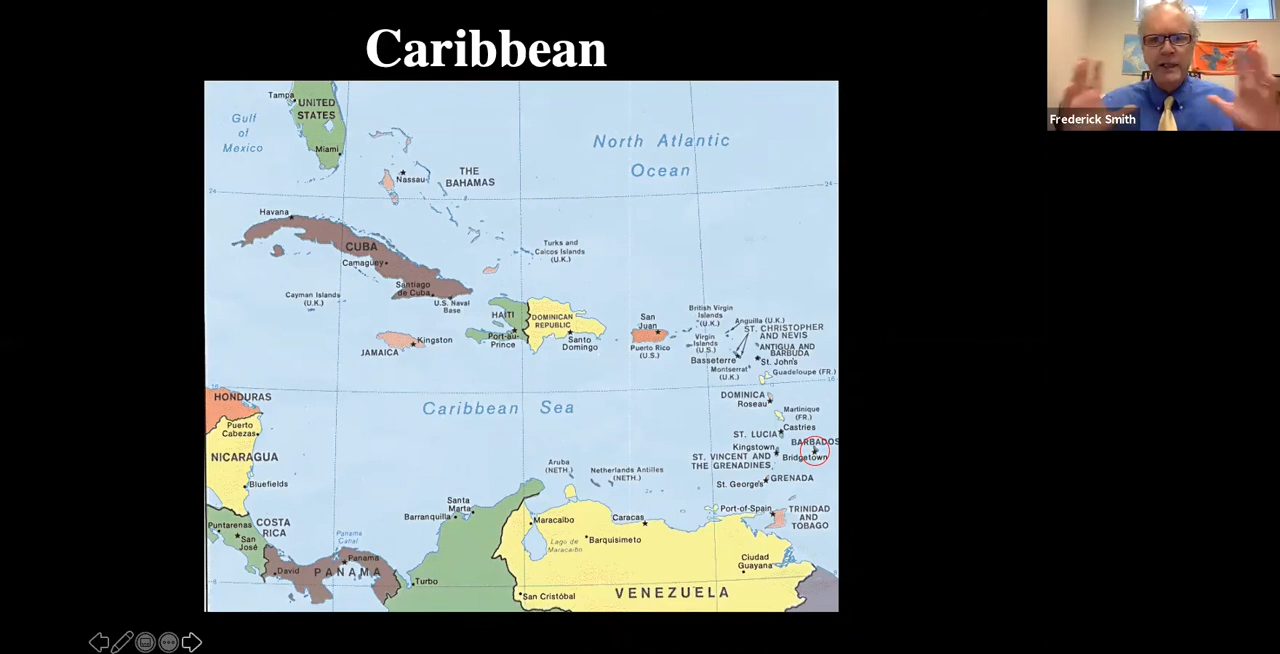 Caribbean
Frederick Smith
Tampa
UNITED
STATES
Gulf
of
Mexico
Miami
North Atlantic
Ocean
Nassau
THE
BAHAMAS
24
24
Havana
CUBA
Camagüey
Turks and
Caicos Islands
(U.K.)
Santiago
de Cuba
Cayman Islands
(U.K.)
U.S. Naval
Base
HAITI
DOMINICAN
REPUBLIC
Port-au-
Prince
Santo
Domingo
San
Juan
Puerto Rico
(U.S.)
British Virgin
Islands
(U.K.)
Virgin
Islands
(U.S.)
Anguilla (U.K.)
ST. CHRISTOPHER
AND NEVIS
Basseterre
ANTIGUA AND
BARBUDA
St. John's
Montserrat
(U.K.)
Guadeloupe (FR.)
16
16
Kingston
JAMAICA
Caribbean Sea
DOMINICA
Roseau
Martinique
(FR.)
Castries
ST. LUCIA
BARBADOS
Kingstown
Bridgetown
ST. VINCENT AND
THE GRENADINES
GRENADA
St. George's
HONDURAS
Puerto
Cabezas
NICARAGUA
Bluefields
Aruba
(NETH.)
Netherlands Antilles
(NETH.)
Port-of-Spain
TRINIDAD
AND
TOBAGO
Santa
Marta
Barranquilla
Maracaibo
Caracas
Barquisimeto
Lago de
Maracaibo
Puntarenas
COSTA
RICA
San
José
Panama
Canal
Panama
David
PANAMA
Turbo
Ciudad
Guayana
8
San Cristóbal
VENEZUELA